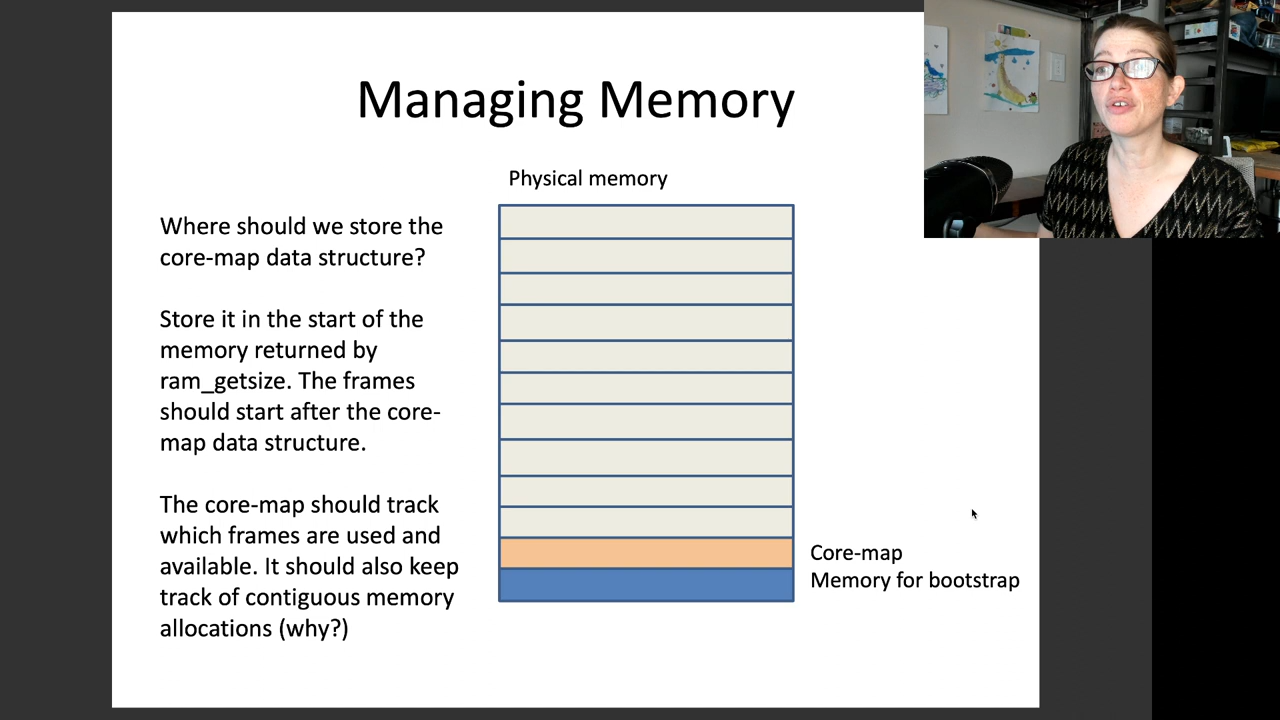 Managing Memory
Physical memory
Where should we store the
core-map data structure?
Store it in the start of the
memory returned by
ram_getsize. The frames
should start after the core-
map data structure.
The core-map should track
which frames are used and
available. It should also keep
track of contiguous memory
allocations (why?)
Core-map
Memory for bootstrap